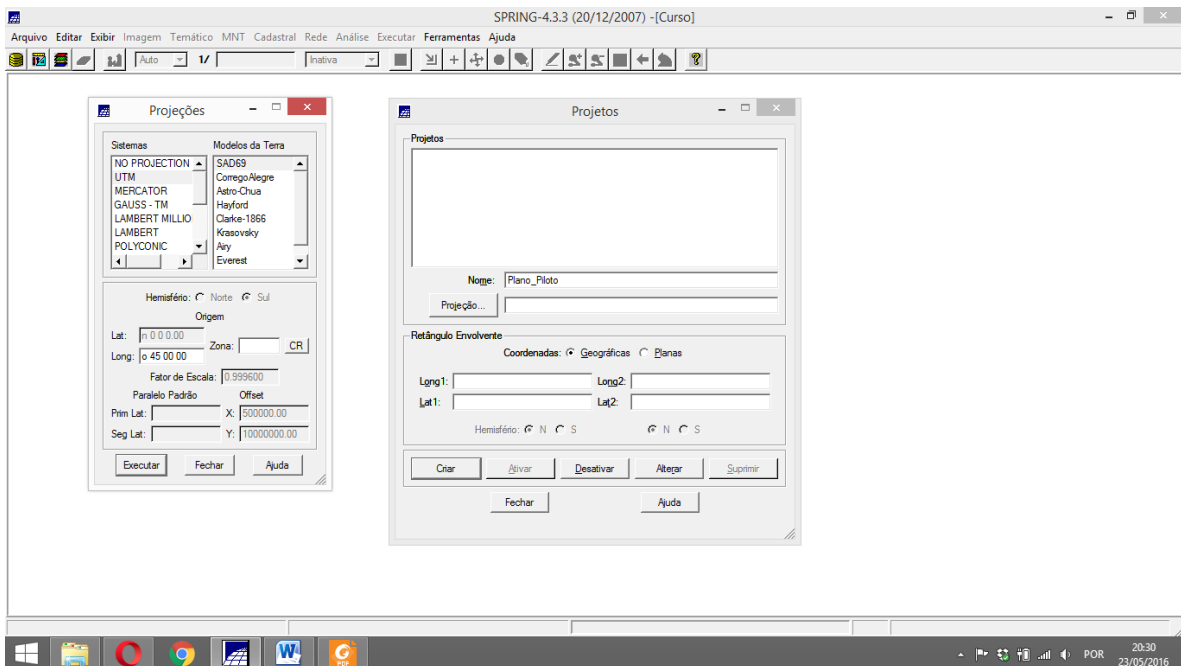 SPRING-4.3.3 (20/12/2007) -[Curso]
Arquivo Editar Exibir Imagem Temático MNT Cadastral Rede Análise Executar Ferramentas Ajuda
Auto 1/ Inativa
Projeções
Sistemas Modelos da Terra
NO PROJECTION SAD69
UTM CorregoAlegre
MERCATOR Astro-Chua
GAUSS - TM Hayford
LAMBERT MILLIO Clarke-1866
LAMBERT Krasovsky
POLYCONIC Airy
Everest
Hemisfério: Norte Sul
Origem
Lat: n 0 0 0.00
Zona: CR
Long: o 45 00 00
Fator de Escala: 0.999600
Paralelo Padrão Offset
Prim Lat: X: 500000.00
Seg Lat: Y: 10000000.00
Executar Fechar Ajuda
Projetos
Projetos
Nome: Plano_Piloto
Projeção...
Retângulo Envolvente
Coordenadas: Geográficas Planas
Long1: Long2:
Lat1: Lat2:
Hemisfério: N S N S
Criar Ativar Desativar Alterar Suprimir
Fechar Ajuda
W PDF
POR 20:30
23/05/2016